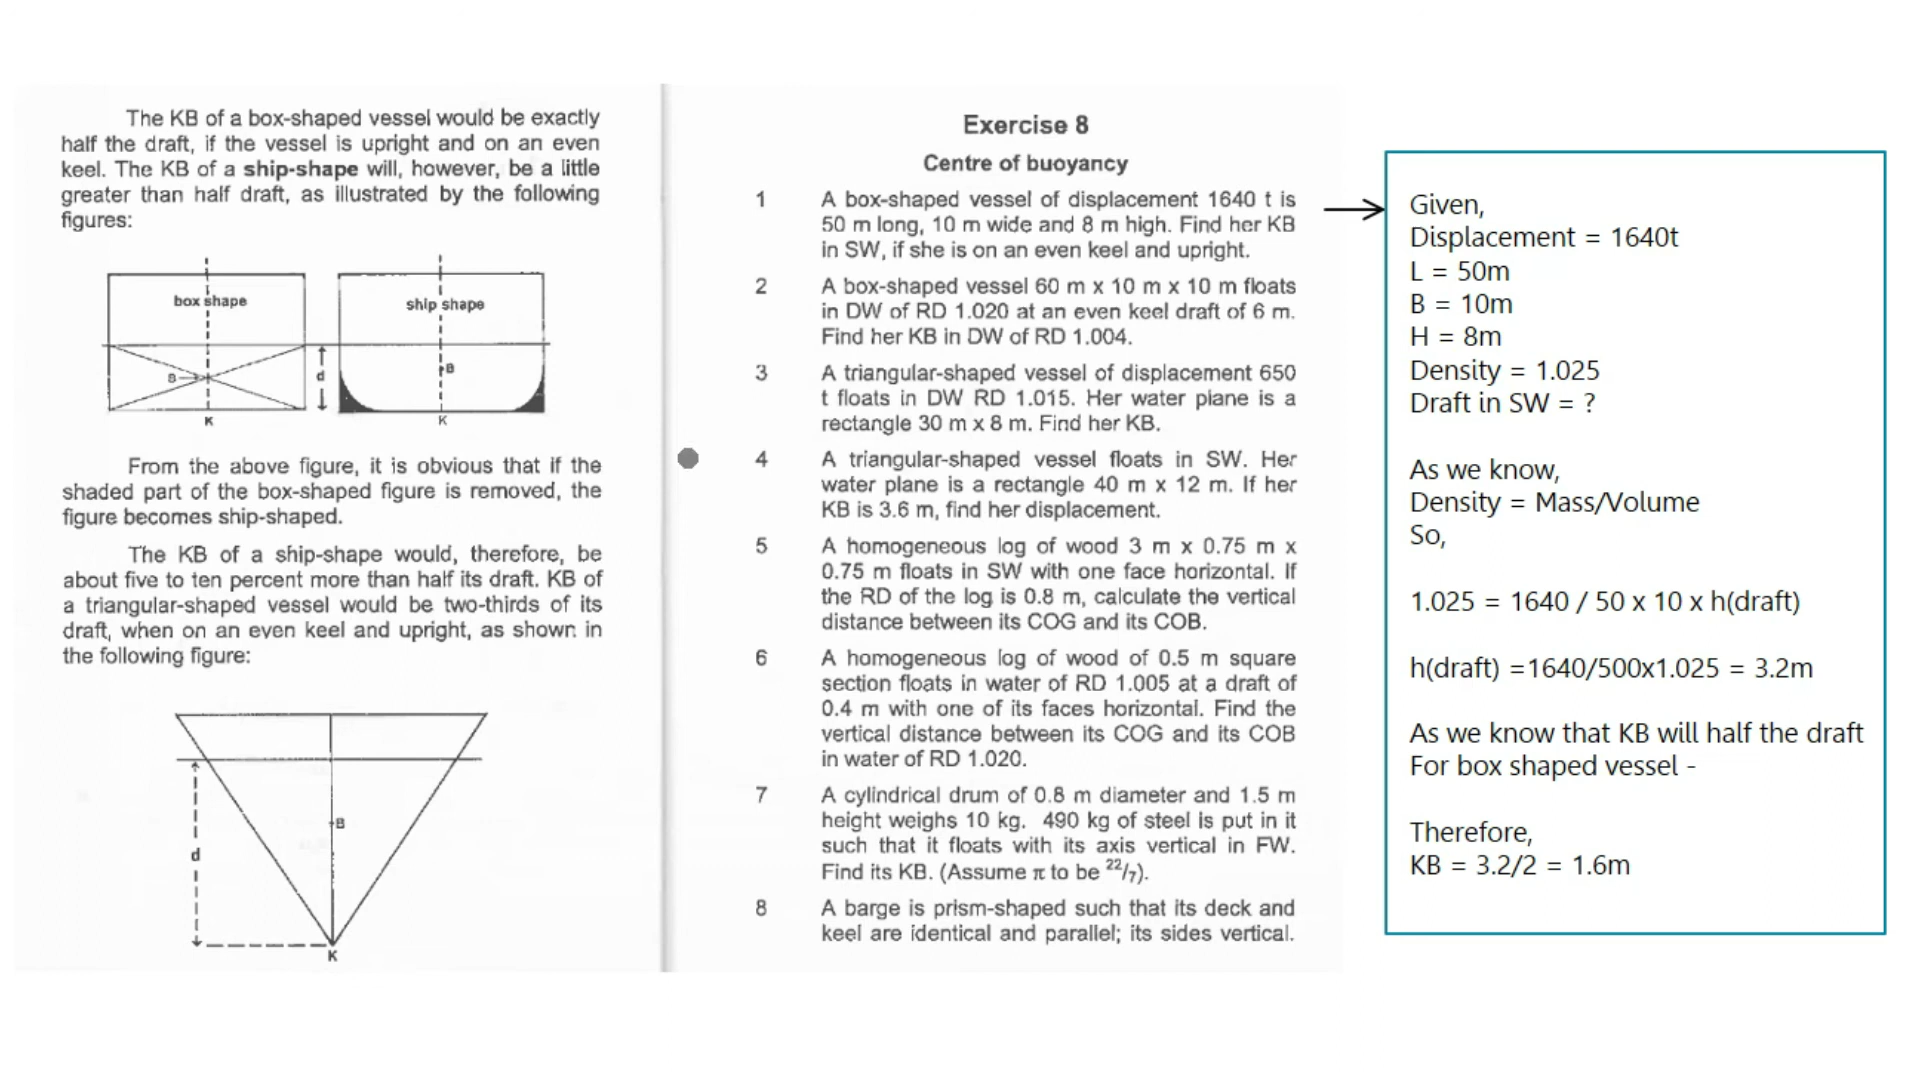 The KB of a box-shaped vessel would be exactly
half the draft, if the vessel is upright and on an even
keel. The KB of a ship-shape will, however, be a little
greater than half draft, as illustrated by the following
figures:
box shape
ship shape
B
d
B
K
K
From the above figure, it is obvious that if the
shaded part of the box-shaped figure is removed, the
figure becomes ship-shaped.
The KB of a ship-shape would, therefore, be
about five to ten percent more than half its draft. KB of
a triangular-shaped vessel would be two-thirds of its
draft, when on an even keel and upright, as shown in
the following figure:
B
d
K
Exercise 8
Centre of buoyancy
1 A box-shaped vessel of displacement 1640 t is
50 m long, 10 m wide and 8 m high. Find her KB
in SW, if she is on an even keel and upright.
2 A box-shaped vessel 60 m x 10 m x 10 m floats
in DW of RD 1.020 at an even keel draft of 6 m.
Find her KB in DW of RD 1.004.
3 A triangular-shaped vessel of displacement 650
t floats in DW RD 1.015. Her water plane is a
rectangle 30 m x 8 m. Find her KB.
4 A triangular-shaped vessel floats in SW. Her
water plane is a rectangle 40 m x 12 m. If her
KB is 3.6 m, find her displacement.
5 A homogeneous log of wood 3 m x 0.75 m x
0.75 m floats in SW with one face horizontal. If
the RD of the log is 0.8 m, calculate the vertical
distance between its COG and its COB.
6 A homogeneous log of wood of 0.5 m square
section floats in water of RD 1.005 at a draft of
0.4 m with one of its faces horizontal. Find the
vertical distance between its COG and its COB
in water of RD 1.020.
7 A cylindrical drum of 0.8 m diameter and 1.5 m
height weighs 10 kg. 490 kg of steel is put in it
such that it floats with its axis vertical in FW.
Find its KB. (Assume π to be 22/7).
8 A barge is prism-shaped such that its deck and
keel are identical and parallel; its sides vertical.
Given,
Displacement = 1640t
L = 50m
B = 10m
H = 8m
Density = 1.025
Draft in SW = ?
As we know,
Density = Mass/Volume
So,
1.025 = 1640 / 50 x 10 x h(draft)
h(draft) =1640/500x1.025 = 3.2m
As we know that KB will half the draft
For box shaped vessel -
Therefore,
KB = 3.2/2 = 1.6m